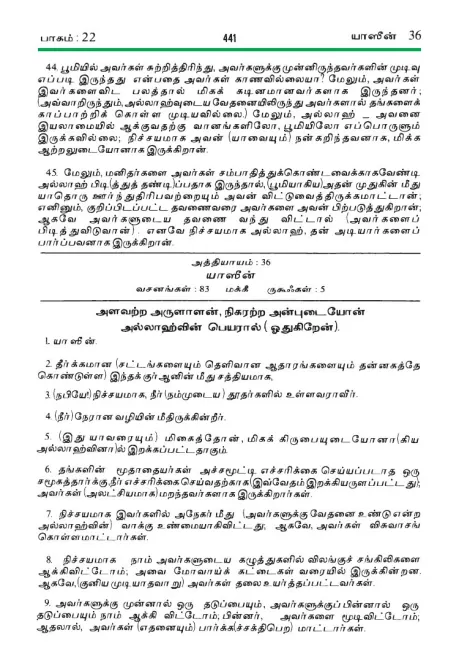 பாகம் : 22 441 யாஸீன் 36
44. பூமியில் அவர்கள் சுற்றித்திரிந்து, அவர்களுக்கு முன்னிருந்தவர்களின் முடிவு
எப்படி இருந்தது என்பதை அவர்கள் காணவில்லையா? மேலும், அவர்கள்
இவர்களைவிட பலத்தால் மிகக் கடினமானவர்களாக இருந்தனர்;
(அவ்வாறிருந்தும், அல்லாஹ்வுடைய வேதனையிலிருந்து அவர்களால் தங்களைக்
காப்பாற்றிக் கொள்ள முடியவில்லை.) மேலும், அல்லாஹ் _ அவனை
இயலாமையில் ஆக்குவதற்கு வானங்களிலோ, பூமியிலோ எப்பொருளும்
இருக்கவில்லை; நிச்சயமாக அவன் (யாவையும்) நன்கறிந்தவனாக, மிக்க
ஆற்றலுடையோனாக இருக்கிறான்.
45. மேலும், மனிதர்களை அவர்கள் சம்பாதித்துக்கொண்டவைக்காகவேண்டி
அல்லாஹ் பிடி(த்துத் தண்டி)ப்பதாக இருந்தால், (பூமியாகிய)அதன் முதுகின் மீது
யாதொரு ஊர்ந்துதிரிபவற்றையும் அவன் விட்டுவைத்திருக்கமாட்டான்;
எனினும், குறிப்பிடப்பட்ட தவணைவரை அவர்களை அவன் பிற்படுத்துகிறான்;
ஆகவே அவர்களுடைய தவணை வந்து விட்டால் (அவர்களைப்
பிடித்துவிடுவான்) . எனவே நிச்சயமாக அல்லாஹ், தன் அடியார்களைப்
பார்ப்பவனாக இருக்கிறான்.
அத்தியாயம் : 36
யாஸீன்
வசனங்கள் : 83 மக்கீ ருகூஃகள் : 5
அளவற்ற அருளாளன், நிகரற்ற அன்புடையோன்
அல்லாஹ்வின் பெயரால் ( ஓதுகிறேன்).
1. யா ஸீன்.
2. தீர்க்கமான (சட்டங்களையும் தெளிவான ஆதாரங்களையும் தன்னகத்தே
கொண்டுள்ள) இந்தக்குர்ஆனின் மீது சத்தியமாக,
3. (நபியே!) நிச்சயமாக, நீர் (நம்முடைய) தூதர்களில் உள்ளவராவீர்.
4. (நீர்) நேரான வழியின் மீதிருக்கின்றீர்.
5. (இது யாவரையும்) மிகைத்தோன், மிகக் கிருபையுடையோனா(கிய
அல்லாஹ்வினா)ல் இறக்கப்பட்டதாகும்.
6. தங்களின் மூதாதையர்கள் அச்சமூட்டி எச்சரிக்கை செய்யப்படாத ஒரு
சமூகத்தார்க்கு நீர் எச்சரிக்கை செய்வதற்காக (இவ்வேதம் இறக்கியருளப்பட்டது);
அவர்கள் (அலட்சியமாக) மறந்தவர்களாக இருக்கிறார்கள்.
7. நிச்சயமாக இவர்களில் அநேகர் மீது (அவர்களுக்கு வேதனை உண்டு என்ற
அல்லாஹ்வின்) வாக்கு உண்மையாகிவிட்டது; ஆகவே, அவர்கள் விசுவாசங்
கொள்ளமாட்டார்கள்.
8. நிச்சயமாக நாம் அவர்களுடைய கழுத்துகளில் விலங்குச் சங்கிலிகளை
ஆக்கிவிட்டோம்; அவை மோவாய்க் கட்டைகள் வரையில் இருக்கின்றன.
ஆகவே, (குனியமுடியாதவாறு) அவர்கள் தலை உயர்த்தப்பட்டவர்கள்.
9. அவர்களுக்கு முன்னால் ஒரு தடுப்பையும், அவர்களுக்குப் பின்னால் ஒரு
தடுப்பையும் நாம் ஆக்கி விட்டோம்; பின்னர், அவர்களை மூடிவிட்டோம்;
ஆதலால், அவர்கள் (எதனையும்) பார்க்க(ச்சக்திபெற) மாட்டார்கள்.